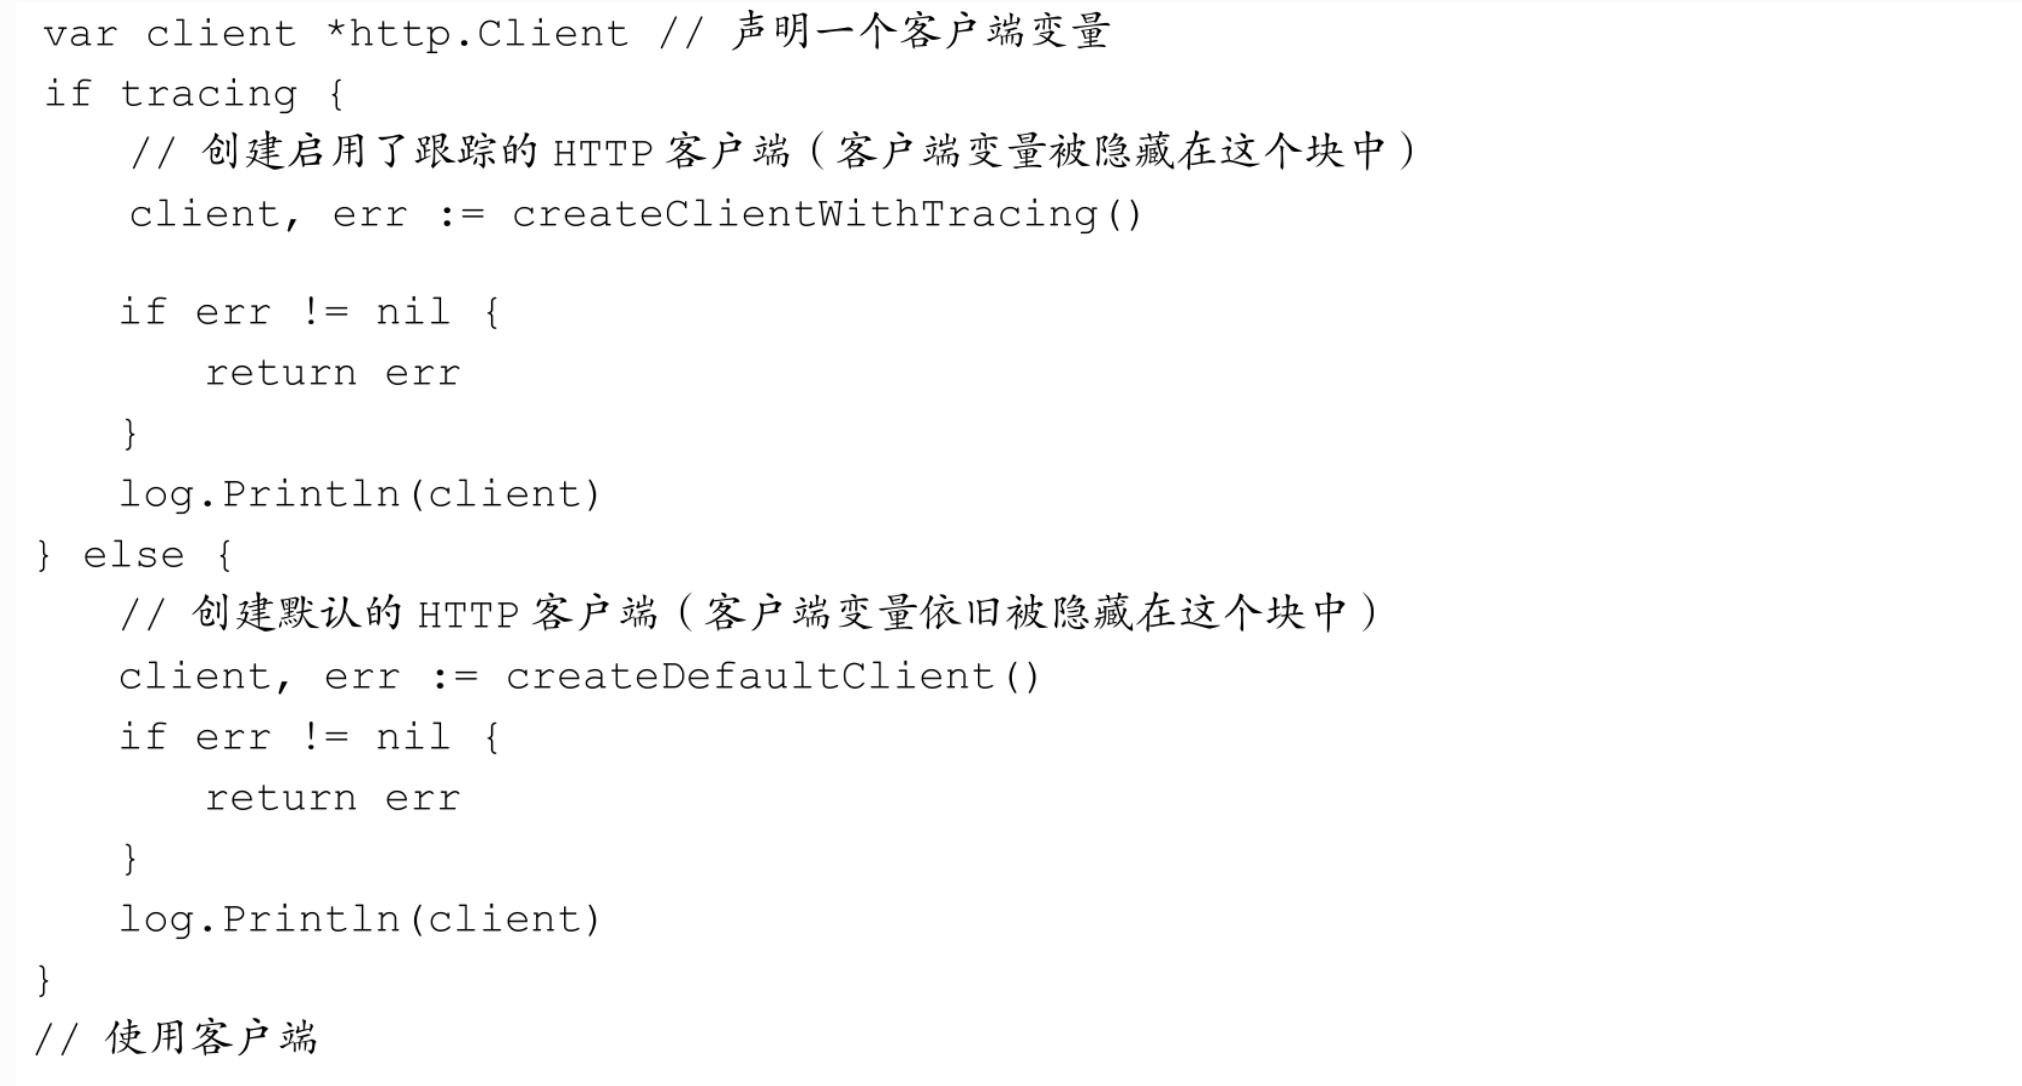 var client *http.Client // 声明一个客户端变量
if tracing {
// 创建启用了跟踪的 HTTP 客户端（客户端变量被隐藏在这个块中）
client, err := createClientWithTracing()
if err != nil {
return err
}
log.Println(client)
} else {
// 创建默认的 HTTP 客户端（客户端变量依旧被隐藏在这个块中）
client, err := createDefaultClient()
if err != nil {
return err
}
log.Println(client)
}
// 使用客户端